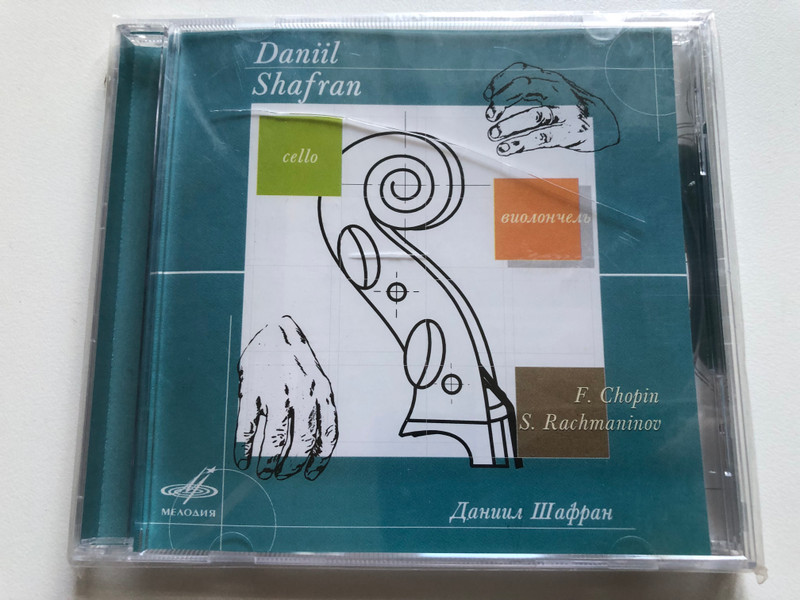 Daniil
Shafran
cello
виолончель
F. Chopin
S. Rachmaninov
МЕЛОДИЯ
Даниил Шафран